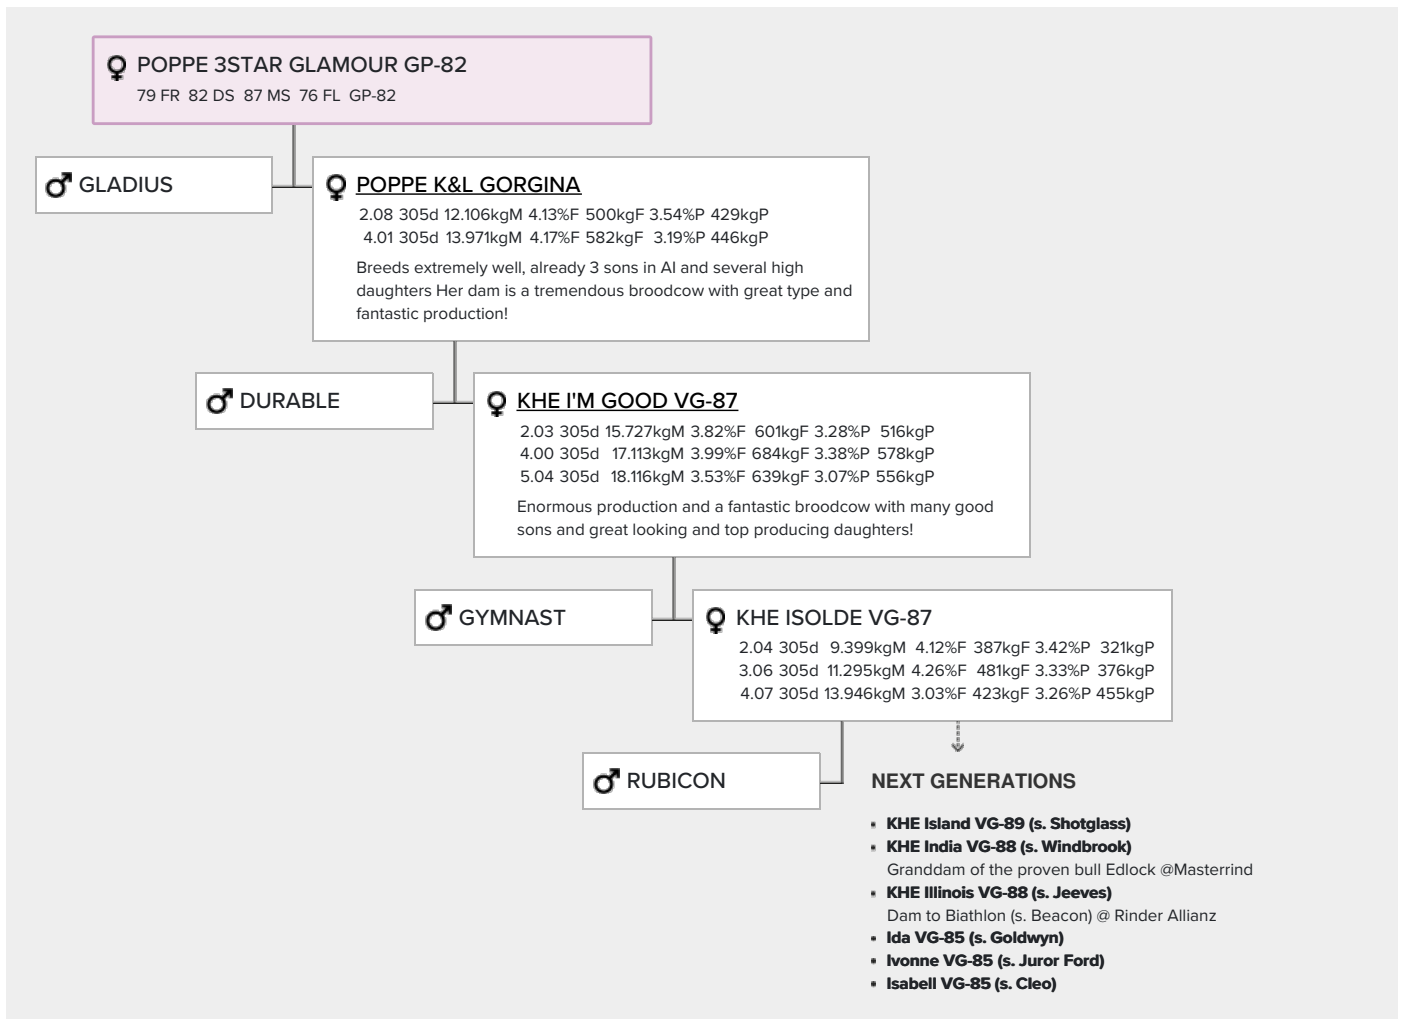 POPPE 3STAR GLAMOUR GP-82
79 FR 82 DS 87 MS 76 FL GP-82
GLADIUS
POPPE K&L GORGINA
2.08 305d 12.106kgM 4.13%F 500kgF 3.54%P 429kgP
4.01 305d 13.971kgM 4.17%F 582kgF 3.19%P 446kgP
Breeds extremely well, already 3 sons in AI and several high
daughters Her dam is a tremendous broodcow with great type and
fantastic production!
DURABLE
KHE I'M GOOD VG-87
2.03 305d 15.727kgM 3.82%F 601kgF 3.28%P 516kgP
4.00 305d 17.113kgM 3.99%F 684kgF 3.38%P 578kgP
5.04 305d 18.116kgM 3.53%F 639kgF 3.07%P 556kgP
Enormous production and a fantastic broodcow with many good
sons and great looking and top producing daughters!
GYMNAST
KHE ISOLDE VG-87
2.04 305d 9.399kgM 4.12%F 387kgF 3.42%P 321kgP
3.06 305d 11.295kgM 4.26%F 481kgF 3.33%P 376kgP
4.07 305d 13.946kgM 3.03%F 423kgF 3.26%P 455kgP
RUBICON
NEXT GENERATIONS
KHE Island VG-89 (s. Shotglass)
KHE India VG-88 (s. Windbrook)
Granddam of the proven bull Edlock @Masterrind
KHE Illinois VG-88 (s. Jeeves)
Dam to Biathlon (s. Beacon) @ Rinder Allianz
Ida VG-85 (s. Goldwyn)
Ivonne VG-85 (s. Juror Ford)
Isabell VG-85 (s. Cleo)